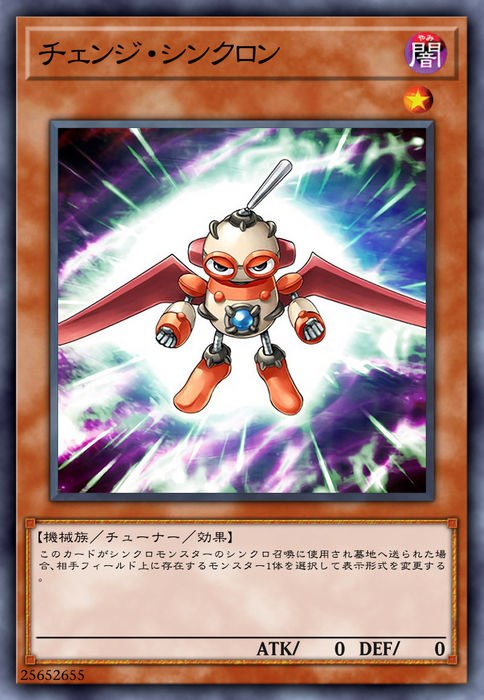 チェンジ・シンクロン
やみ
闇
【機械族／チューナー／効果】
このカードがシンクロモンスターのシンクロ召喚に使用され墓地へ送られた場
合、相手フィールド上に存在するモンスター1体を選択して表示形式を変更する
。
ATK/ 0 DEF/ 0
25652655